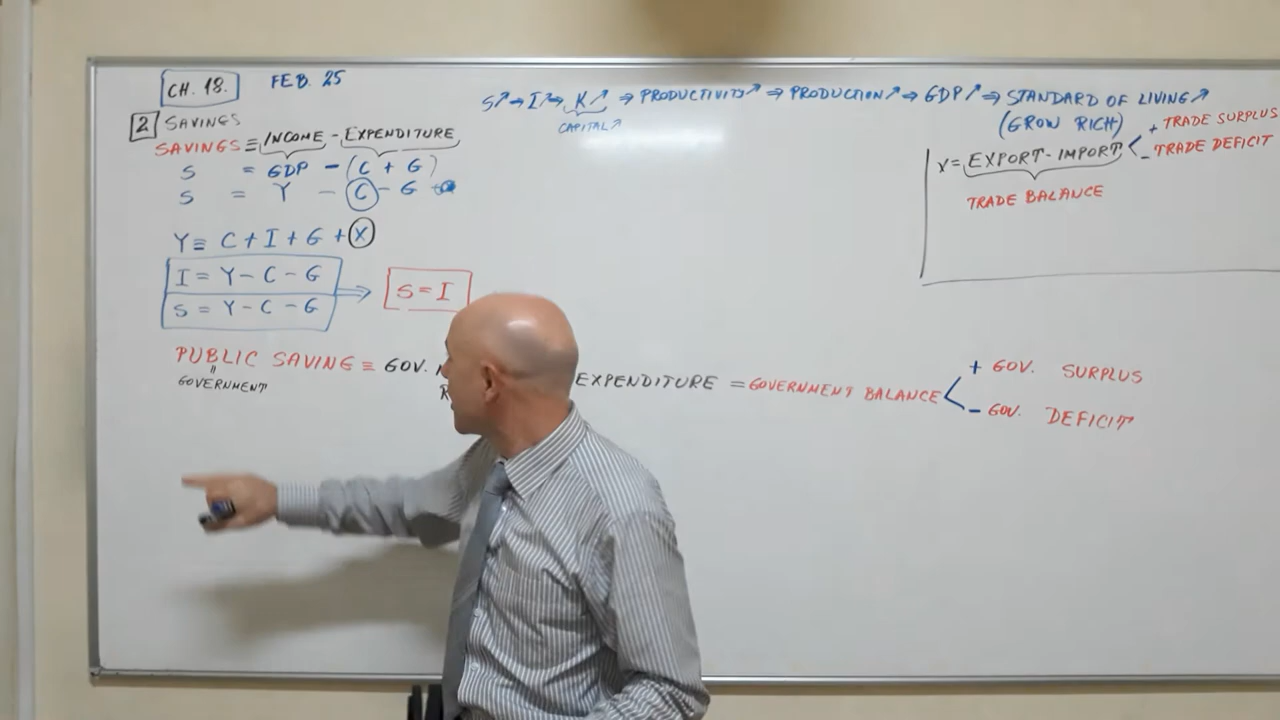 CH. 18. FEB. 25
2 SAVINGS
SAVINGS ≡ INCOME - EXPENDITURE
S = GDP - (C + G)
S = Y - C - G
Y ≡ C + I + G + X
I = Y - C - G
S = Y - C - G
S = I
S↗ → I↗ → K↗ ⇒ PRODUCTIVITY↗ ⇒ PRODUCTION↗ ⇒ GDP↗ ⇒ STANDARD OF LIVING↗
CAPITAL↗
(GROW RICH)
X = EXPORT - IMPORT
+ TRADE SURPLUS
- TRADE DEFICIT
TRADE BALANCE
PUBLIC SAVING ≡ GOV. EXPENDITURE = GOVERNMENT BALANCE
=
GOVERNMENT
+ GOV. SURPLUS
- GOV. DEFICIT